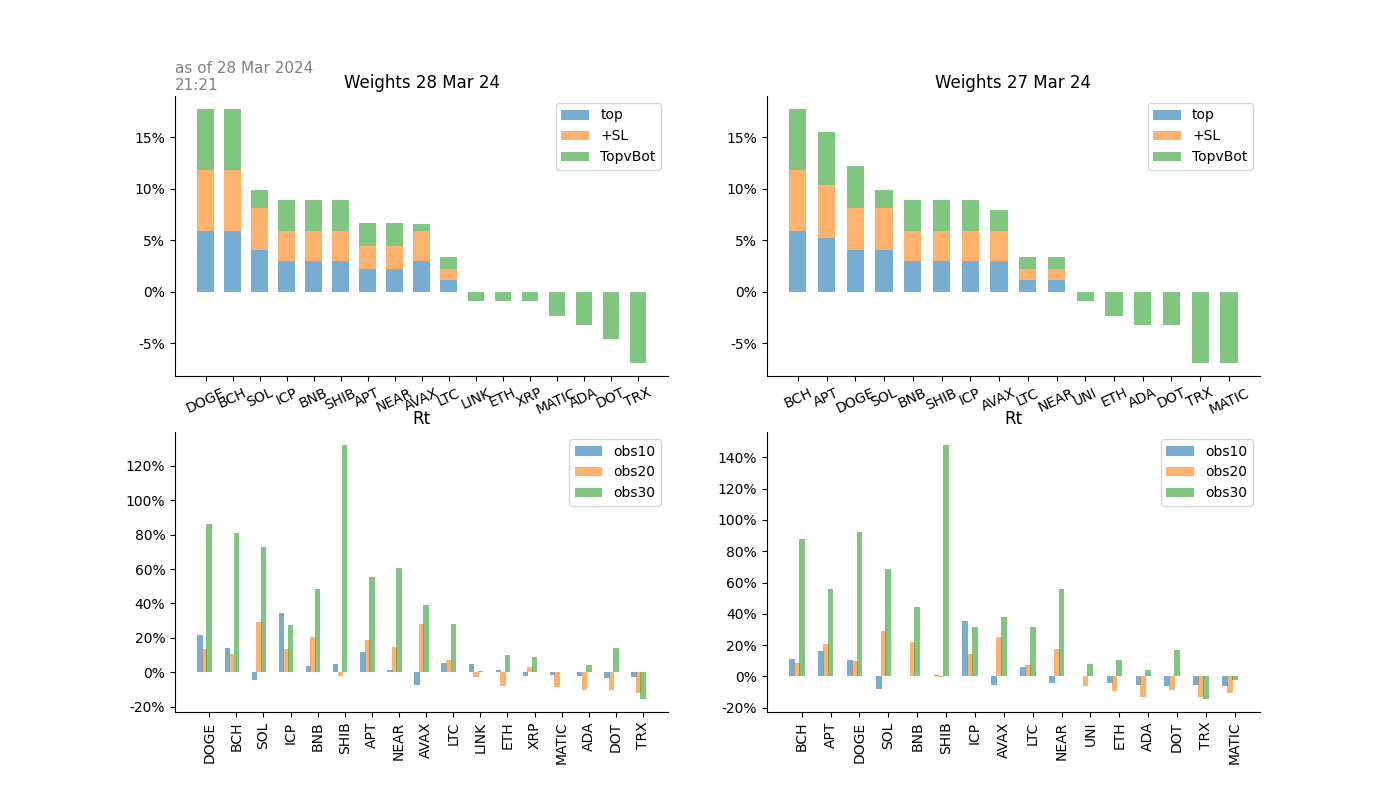 as of 28 Mar 2024
21:21
Weights 28 Mar 24
top
+SL
TopvBot
15%
10%
5%
0%
-5%
DOGE BCH SOL ICP BNB SHIB APT NEAR AVAX LTC LINK ETH XRP MATIC ADA DOT TRX
Weights 27 Mar 24
top
+SL
TopvBot
15%
10%
5%
0%
-5%
BCH APT DOGE SOL BNB SHIB ICP AVAX LTC NEAR UNI ETH ADA DOT TRX MATIC
Rt
obs10
obs20
obs30
120%
100%
80%
60%
40%
20%
0%
-20%
DOGE BCH SOL ICP BNB SHIB APT NEAR AVAX LTC LINK ETH XRP MATIC ADA DOT TRX
Rt
obs10
obs20
obs30
140%
120%
100%
80%
60%
40%
20%
0%
-20%
BCH APT DOGE SOL BNB SHIB ICP AVAX LTC NEAR UNI ETH ADA DOT TRX MATIC